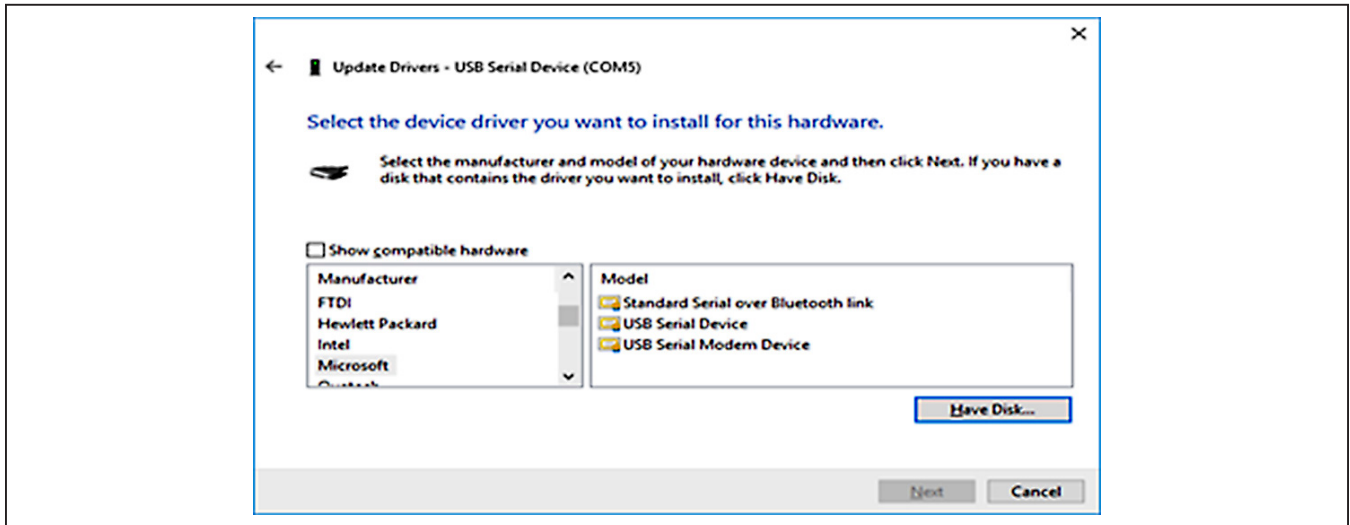 Update Drivers - USB Serial Device (COM5)
Select the device driver you want to install for this hardware.
Select the manufacturer and model of your hardware device and then click Next. If you have a
disk that contains the driver you want to install, click Have Disk.
Show compatible hardware
Manufacturer
FTDI
Hewlett Packard
Intel
Microsoft
Model
Standard Serial over Bluetooth link
USB Serial Device
USB Serial Modem Device
Have Disk...
Next
Cancel